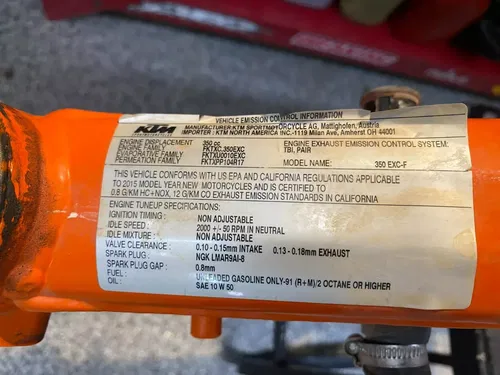 VEHICLE EMISSION CONTROL INFORMATION
KTM
MANUFACTURER: KTM SPORTMOTORCYCLE AG, Mattighofen, Austria
IMPORTER : KTM NORTH AMERICA INC.-1119 Milan Ave, Amherst OH 44001
ENGINE DISPLACEMENT 350 cc
ENGINE FAMILY FKTXC.350EXC
EVAPORATIVE FAMILY FKTXU0010EXC
PERMEATION FAMILY FKTXPP104R17
ENGINE EXHAUST EMISSION CONTROL SYSTEM:
TBI, PAIR
MODEL NAME: 350 EXC-F
THIS VEHICLE CONFORMS WITH US EPA AND CALIFORNIA REGULATIONS APPLICABLE
TO 2015 MODEL YEAR NEW MOTORCYCLES AND IS CERTIFIED TO
0.8 G/KM HC+NOX, 12 G/KM CO EXHAUST EMISSION STANDARDS IN CALIFORNIA
ENGINE TUNEUP SPECIFICATIONS:
IGNITION TIMING : NON ADJUSTABLE
IDLE SPEED : 2000 +/- 50 RPM IN NEUTRAL
IDLE MIXTURE : NON ADJUSTABLE
VALVE CLEARANCE : 0.10 - 0.15mm INTAKE 0.13 - 0.18mm EXHAUST
SPARK PLUG : NGK LMAR9AI-8
SPARK PLUG GAP : 0.8mm
FUEL : UNLEADED GASOLINE ONLY-91 (R+M)/2 OCTANE OR HIGHER
OIL : SAE 10 W 50